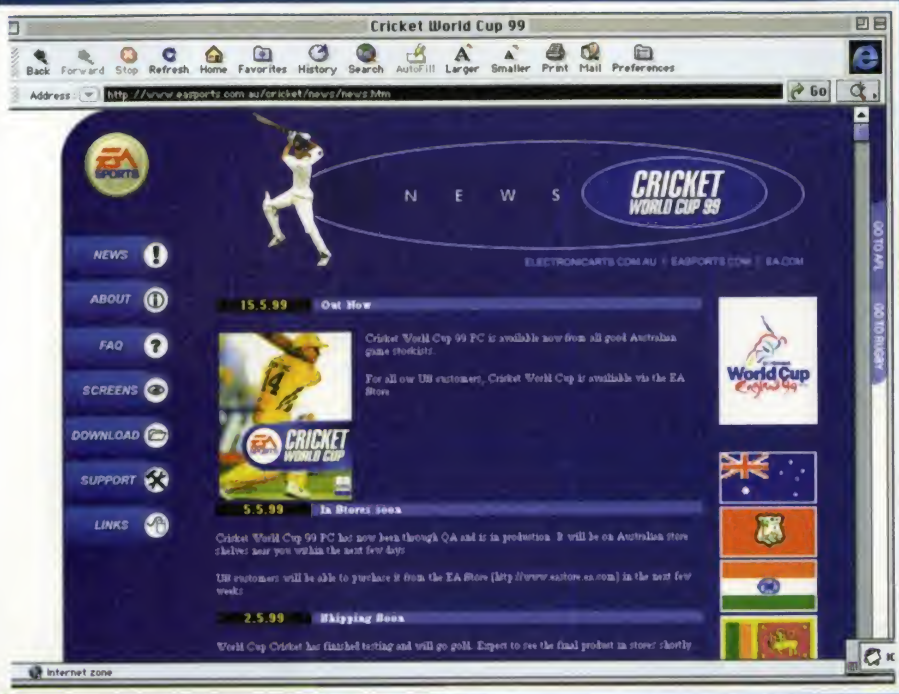 Cricket World Cup 99
Back Forward Stop Refresh Home Favorites History Search AutoFill Larger Smaller Print Mail Preferences
Address: http://www.easports.com.au/cricket/news/news.htm Go
EA SPORTS
NEWS
CRICKET
WORLD CUP 99
ELECTRONICARTS.COM.AU | EASPORTS.COM | EA.COM
GO TO AFL
GO TO RUGBY
NEWS
ABOUT
FAQ
SCREENS
DOWNLOAD
SUPPORT
LINKS
15.5.99 Out Now
Cricket World Cup 99 PC is available now from all good Australian
game stockists.
For all our US customers, Cricket World Cup is available via the EA
Store
14
EA SPORTS
CRICKET
WORLD CUP
World Cup
England 99
5.5.99 In Stores soon
Cricket World Cup 99 PC has now been through QA and is in production. It will be on Australian store
shelves near you within the next few days
US customers will be able to purchase it from the EA Store [http://www.eastore.ea.com] in the next few
weeks
2.5.99 Shipping Soon
World Cup Cricket has finished testing and will go gold. Expect to see the final product in stores shortly
Internet zone